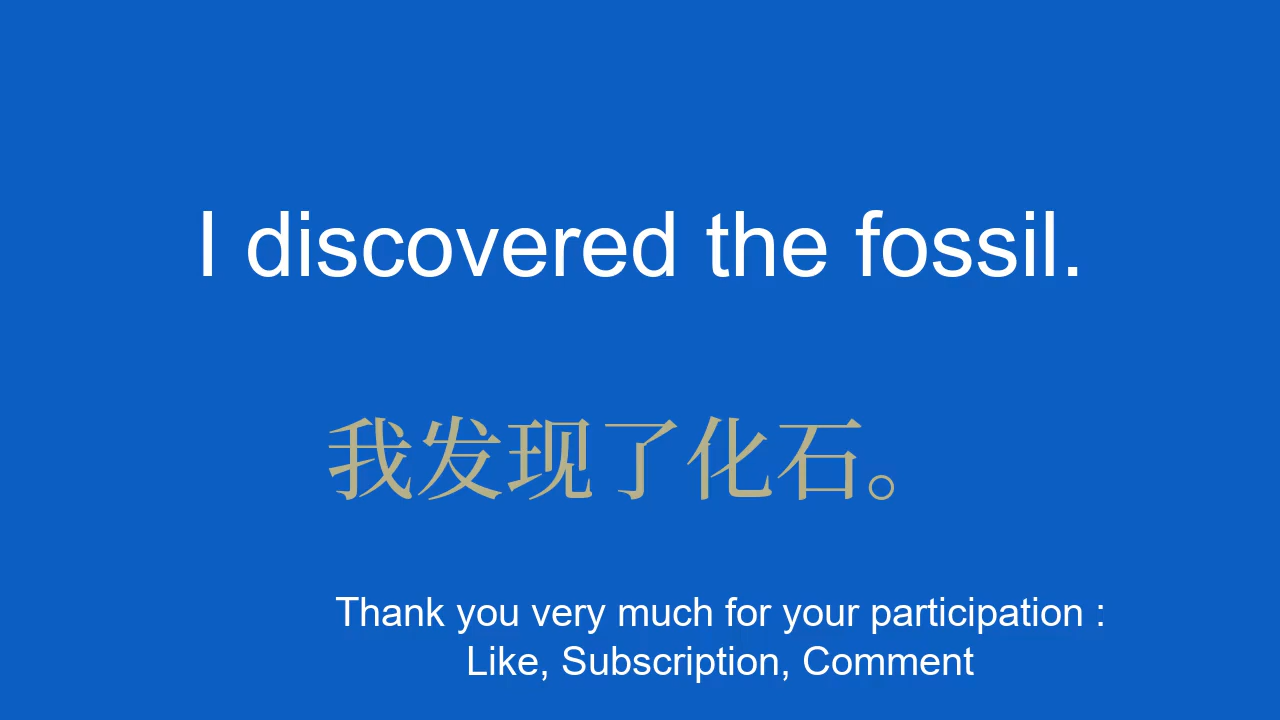 I discovered the fossil.
我发现了化石。
Thank you very much for your participation :
Like, Subscription, Comment